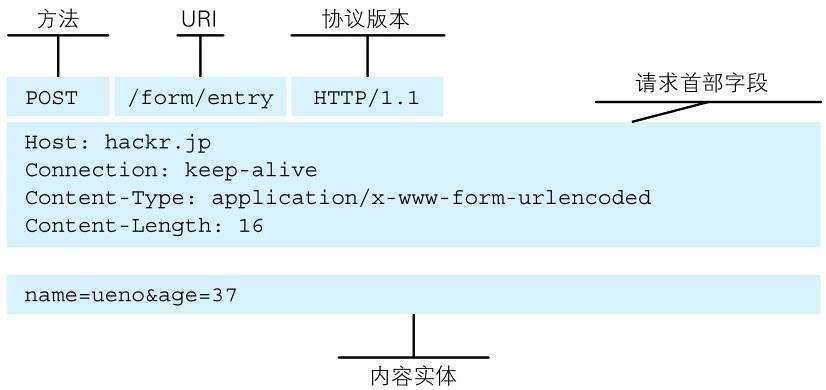 方法 URI 协议版本
请求首部字段
POST /form/entry HTTP/1.1
Host: hackr.jp
Connection: keep-alive
Content-Type: application/x-www-form-urlencoded
Content-Length: 16
name=ueno&age=37
内容实体